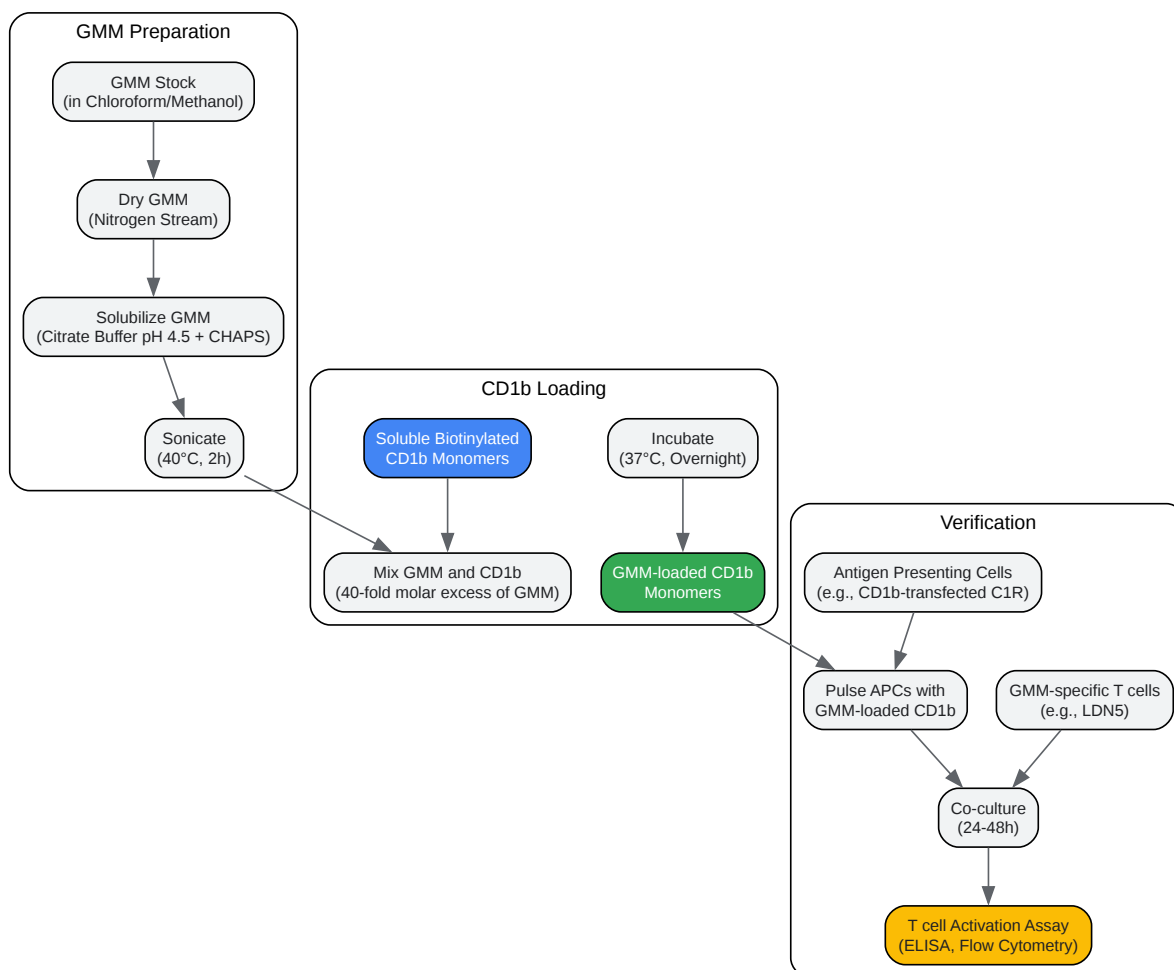 GMM Preparation
GMM Stock
(in Chloroform/Methanol)
Dry GMM
(Nitrogen Stream)
Solubilize GMM
(Citrate Buffer pH 4.5 + CHAPS)
Sonicate
(40°C, 2h)
CD1b Loading
Soluble Biotinylated
CD1b Monomers
Incubate
(37°C, Overnight)
Mix GMM and CD1b
(40-fold molar excess of GMM)
GMM-loaded CD1b
Monomers
Verification
Antigen Presenting Cells
(e.g., CD1b-transfected C1R)
Pulse APCs with
GMM-loaded CD1b
GMM-specific T cells
(e.g., LDN5)
Co-culture
(24-48h)
T cell Activation Assay
(ELISA, Flow Cytometry)